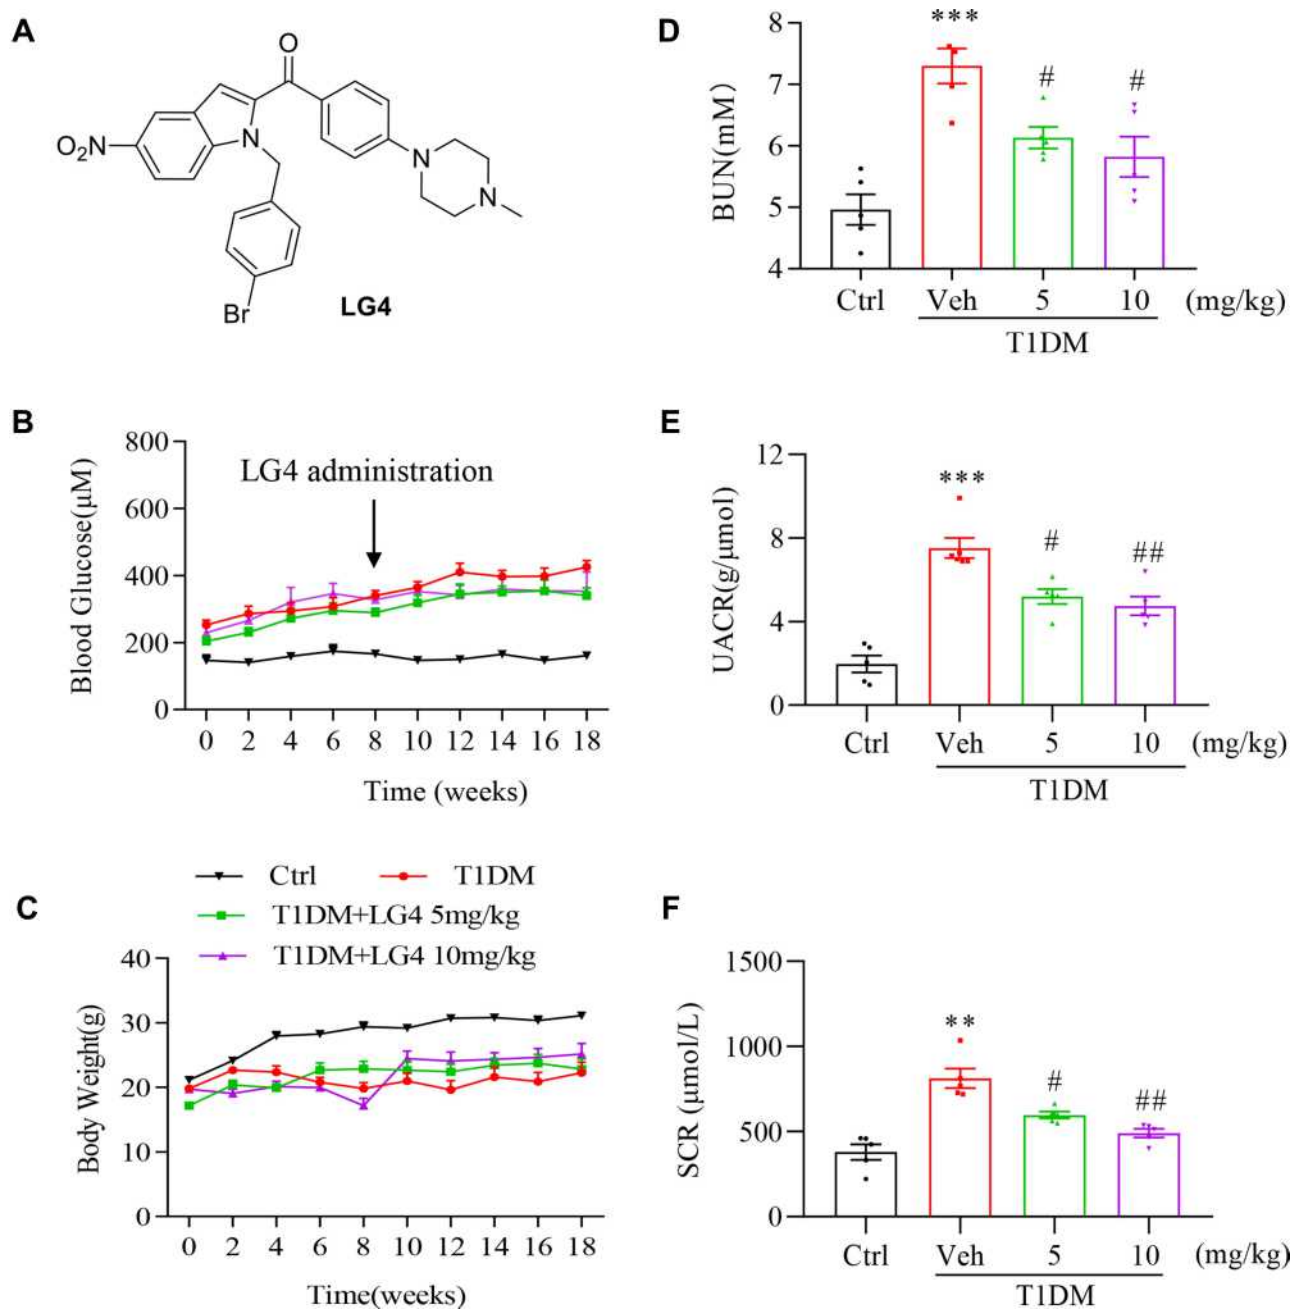 A
O
O₂N
N
N
N
Br
LG4
B
800
600
400
200
0
Blood Glucose(μM)
LG4 administration
0 2 4 6 8 10 12 14 16 18
Time (weeks)
C
Ctrl T1DM
T1DM+LG4 5mg/kg
T1DM+LG4 10mg/kg
40
30
20
10
0
Body Weight(g)
0 2 4 6 8 10 12 14 16 18
Time(weeks)
D
8
7
6
5
4
BUN(mM)
***
#
#
Ctrl Veh 5 10 (mg/kg)
T1DM
E
12
8
4
0
UACR(g/μmol)
***
#
##
Ctrl Veh 5 10 (mg/kg)
T1DM
F
1500
1000
500
0
SCR (μmol/L)
**
#
##
Ctrl Veh 5 10 (mg/kg)
T1DM